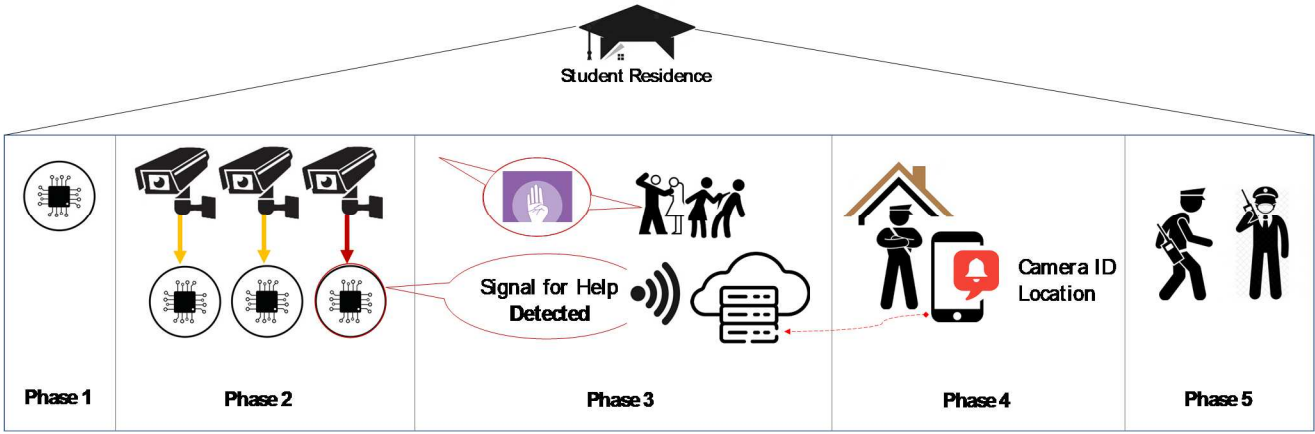 Student Residence
Signal for Help
Detected
Camera ID
Location
Phase 1
Phase 2
Phase 3
Phase 4
Phase 5